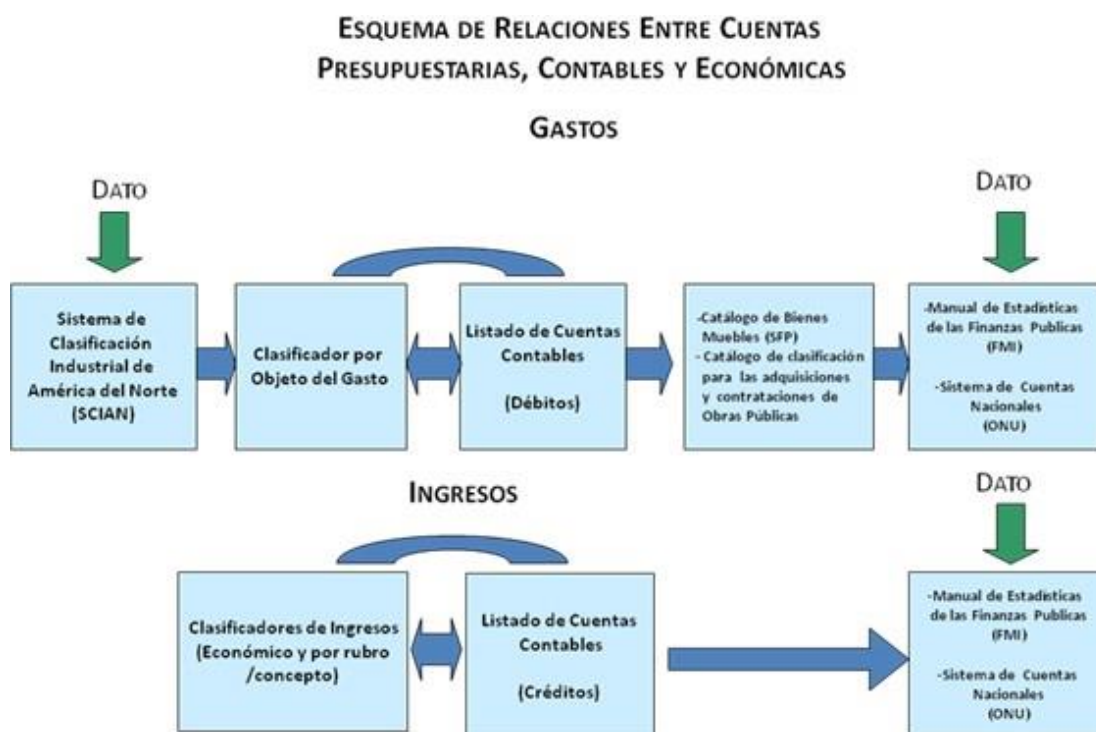 ESQUEMA DE RELACIONES ENTRE CUENTAS
PRESUPUESTARIAS, CONTABLES Y ECONÓMICAS
GASTOS
DATO
DATO
Sistema de
Clasificación
Industrial de
América del Norte
(SCIAN)
Clasificador por
Objeto del Gasto
Listado de Cuentas
Contables
(Débitos)
-Catálogo de Bienes
Muebles (SFP)
- Catálogo de clasificación
para las adquisiciones
y contrataciones de
Obras Públicas
-Manual de Estadísticas
de las Finanzas Publicas
(FMI)
-Sistema de Cuentas
Nacionales
(ONU)
INGRESOS
DATO
Clasificadores de Ingresos
(Económico y por rubro
/concepto)
Listado de Cuentas
Contables
(Créditos)
-Manual de Estadísticas
de las Finanzas Publicas
(FMI)
-Sistema de Cuentas
Nacionales
(ONU)